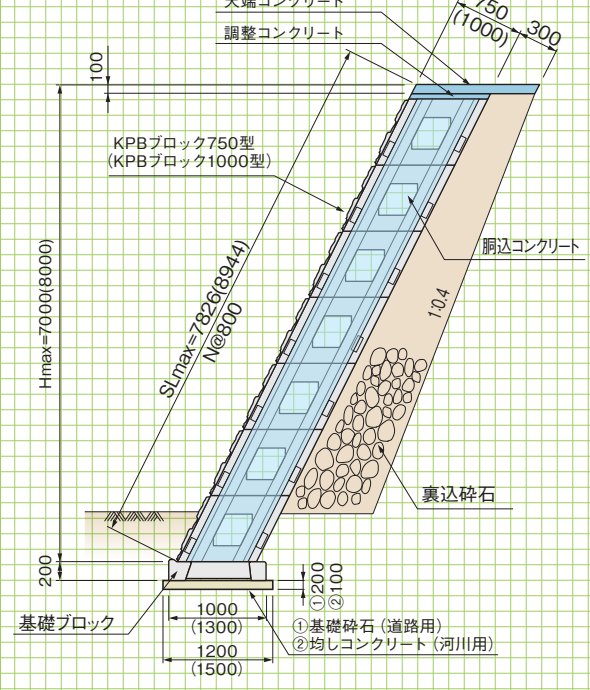 天端コンクリート
調整コンクリート
750
(1000)
300
100
KPBブロック750型
(KPBブロック1000型)
胴込コンクリート
Hmax=7000(8000)
SLmax=7826(8944)
N@800
1:0.4
裏込砕石
200
①200
②100
基礎ブロック
1000
(1300)
1200
(1500)
①基礎砕石(道路用)
②均しコンクリート(河川用)